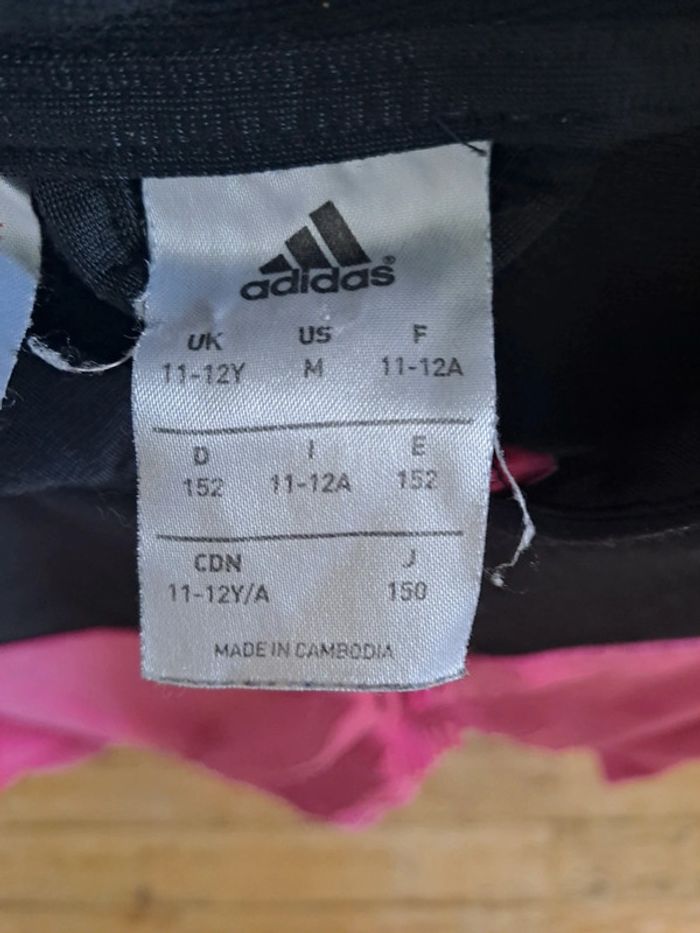 adidas®
UK US F
11-12Y M 11-12A
D I E
152 11-12A 152
CDN J
11-12Y/A 150
MADE IN CAMBODIA